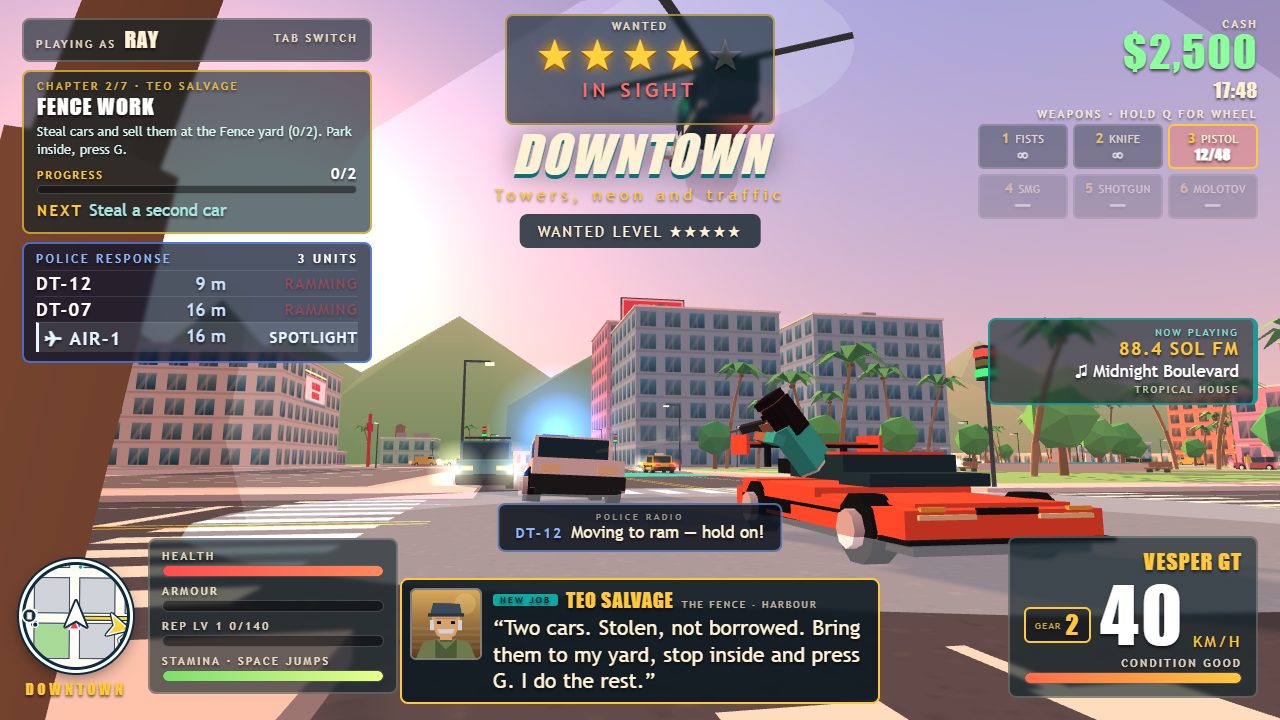 PLAYING AS RAY
TAB SWITCH
CHAPTER 2/7 · TEO SALVAGE
FENCE WORK
Steal cars and sell them at the Fence yard (0/2). Park
inside, press G.
PROGRESS 0/2
NEXT Steal a second car
POLICE RESPONSE 3 UNITS
DT-12 9 m RAMMING
DT-07 16 m RAMMING
AIR-1 16 m SPOTLIGHT
WANTED
IN SIGHT
DOWNTOWN
Towers, neon and traffic
WANTED LEVEL ★★★★★
CASH
$2,500
17:48
WEAPONS · HOLD Q FOR WHEEL
1 FISTS ∞
2 KNIFE ∞
3 PISTOL 12/48
4 SMG —
5 SHOTGUN —
6 MOLOTOV —
NOW PLAYING
88.4 SOL FM
♫ Midnight Boulevard
TROPICAL HOUSE
POLICE RADIO
DT-12 Moving to ram — hold on!
HEALTH
ARMOUR
REP LV 1 0/140
STAMINA · SPACE JUMPS
N
DOWNTOWN
NEW JOB TEO SALVAGE THE FENCE · HARBOUR
“Two cars. Stolen, not borrowed. Bring
them to my yard, stop inside and press
G. I do the rest.”
VESPER GT
GEAR 2
40 KM/H
CONDITION GOOD